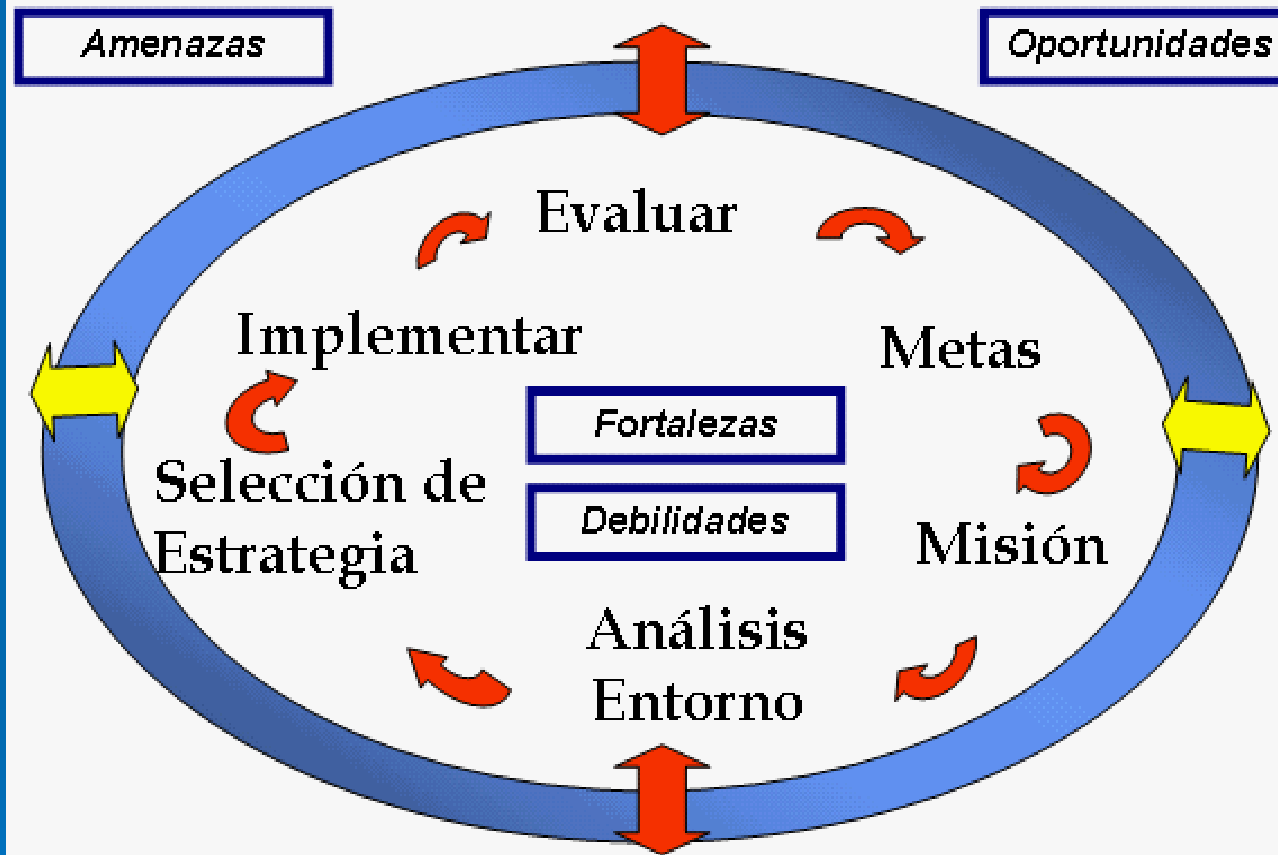 Amenazas
Oportunidades
Evaluar
Implementar
Metas
Fortalezas
Selección de
Estrategia
Debilidades
Misión
Análisis
Entorno